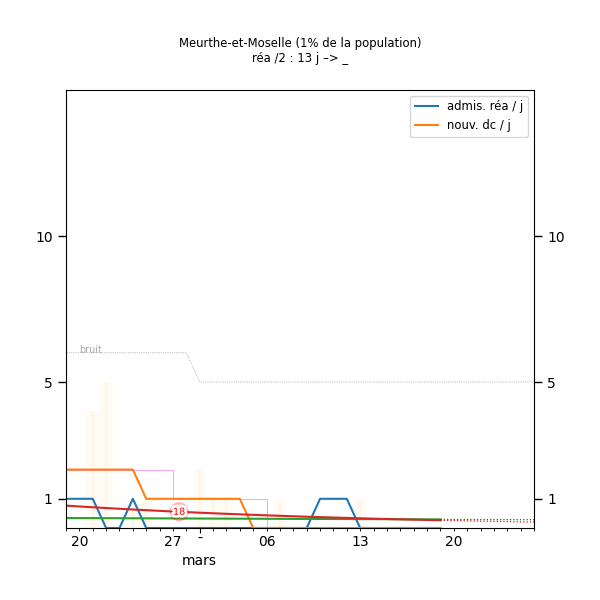 Meurthe-et-Moselle (1% de la population)
réa /2 : 13 j –> _
admis. réa / j
nouv. dc / j
10 10
bruit
5 5
1 1
-18
20 27 - 06 13 20
mars